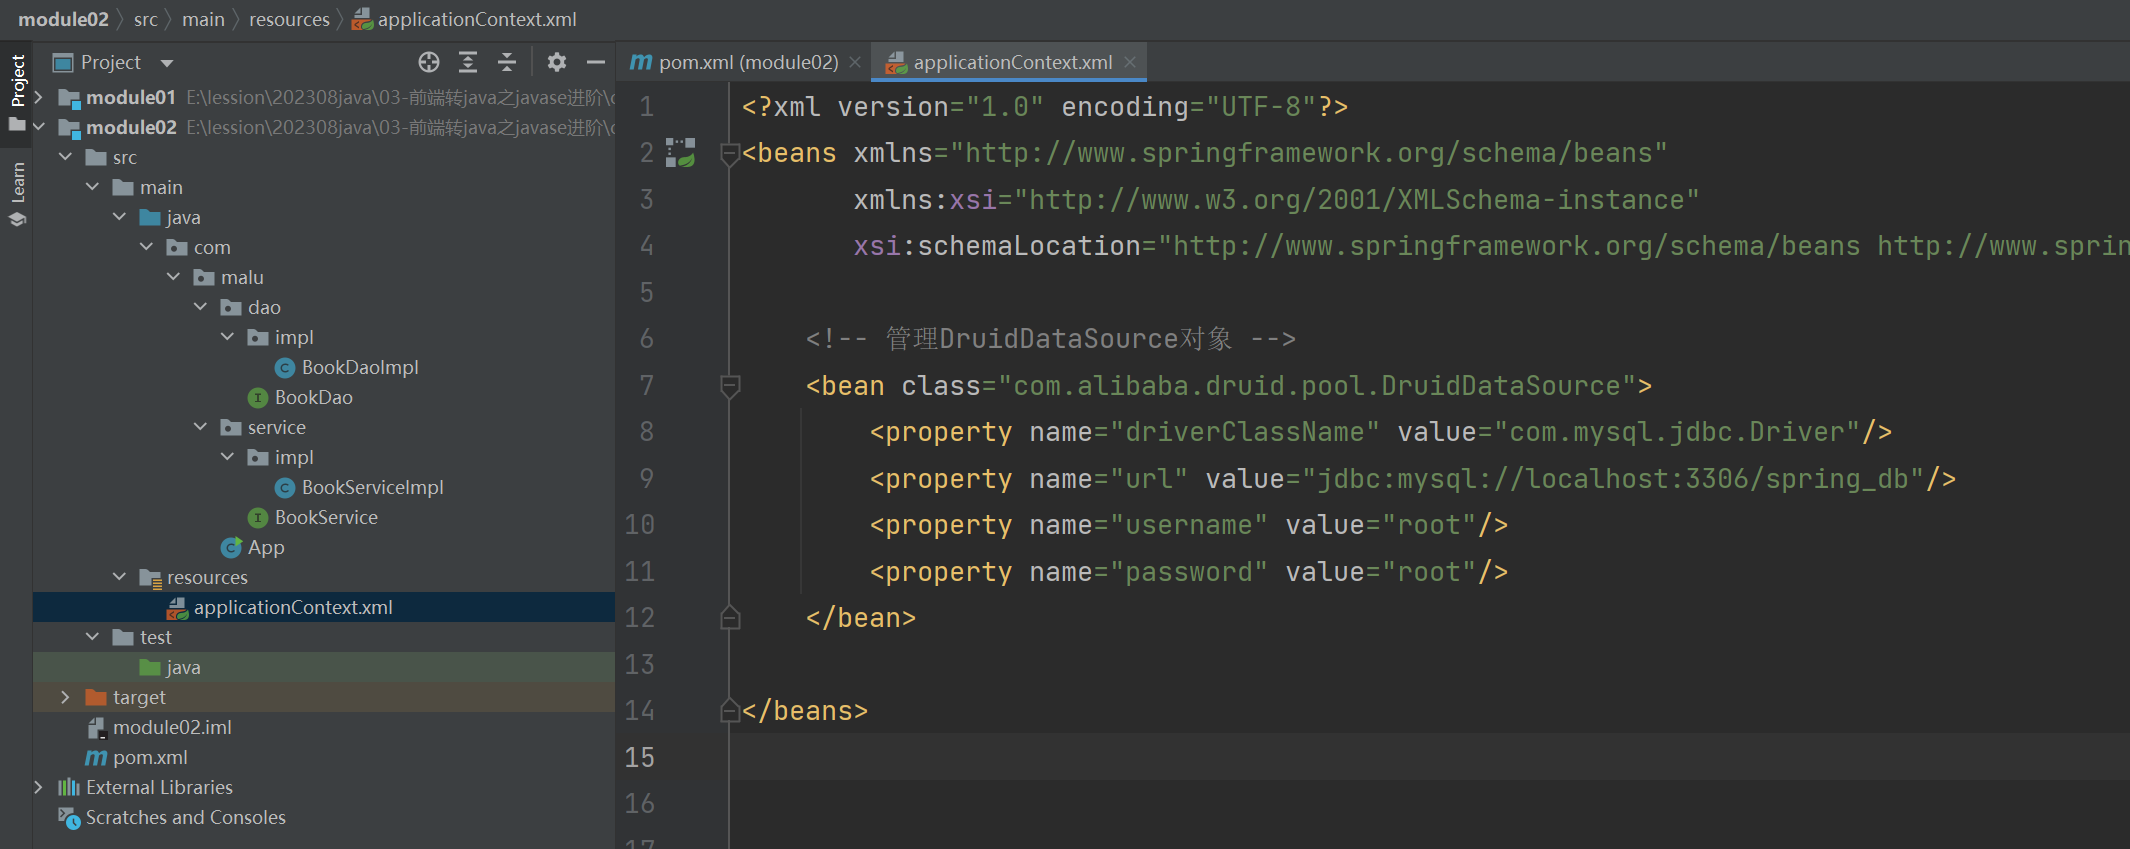 module02 src main resources applicationContext.xml
Project
Learn
Project
module01 E:\lession\202308java\03-前端转java之javase进阶\
module02 E:\lession\202308java\03-前端转java之javase进阶\
src
main
java
com
malu
dao
impl
BookDaoImpl
BookDao
service
impl
BookServiceImpl
BookService
App
resources
applicationContext.xml
test
java
target
module02.iml
pom.xml
External Libraries
Scratches and Consoles
pom.xml (module02) applicationContext.xml
1 <?xml version="1.0" encoding="UTF-8"?>
2 <beans xmlns="http://www.springframework.org/schema/beans"
3 xmlns:xsi="http://www.w3.org/2001/XMLSchema-instance"
4 xsi:schemaLocation="http://www.springframework.org/schema/beans http://www.sprin
5
6 <!-- 管理DruidDataSource对象 -->
7 <bean class="com.alibaba.druid.pool.DruidDataSource">
8 <property name="driverClassName" value="com.mysql.jdbc.Driver"/>
9 <property name="url" value="jdbc:mysql://localhost:3306/spring_db"/>
10 <property name="username" value="root"/>
11 <property name="password" value="root"/>
12 </bean>
13
14 </beans>
15
16
17